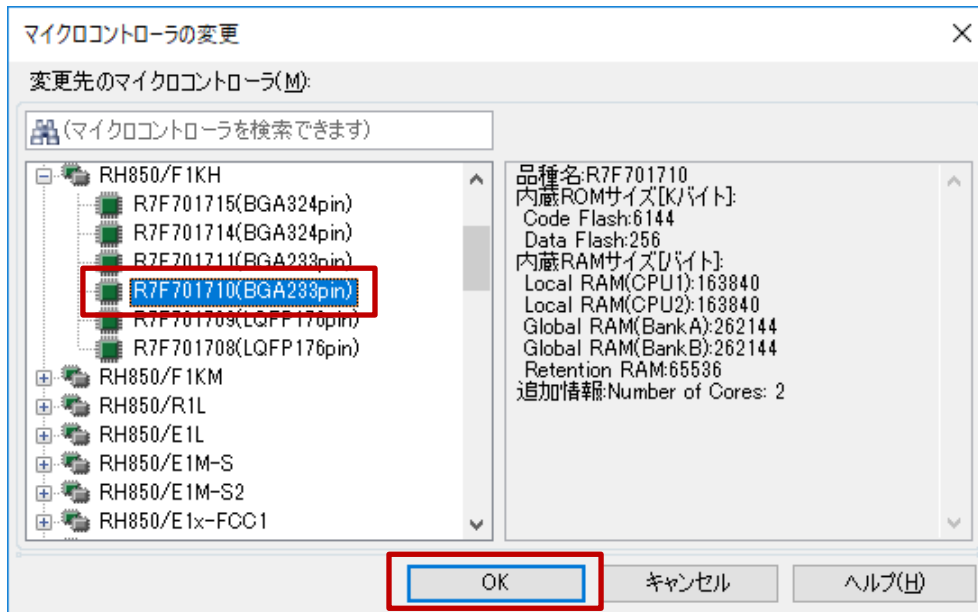 マイクロコントローラの変更
変更先のマイクロコントローラ(M):
(マイクロコントローラを検索できます)
RH850/F1KH
R7F701715(BGA324pin)
R7F701714(BGA324pin)
R7F701711(BGA233pin)
R7F701710(BGA233pin)
R7F701709(LQFP176pin)
R7F701708(LQFP176pin)
RH850/F1KM
RH850/R1L
RH850/E1L
RH850/E1M-S
RH850/E1M-S2
RH850/E1x-FCC1
品種名:R7F701710
内蔵ROMサイズ[Kバイト]:
Code Flash:6144
Data Flash:256
内蔵RAMサイズ[バイト]:
Local RAM(CPU1):163840
Local RAM(CPU2):163840
Global RAM(BankA):262144
Global RAM(BankB):262144
Retention RAM:65536
追加情報:Number of Cores: 2
OK
キャンセル
ヘルプ(H)